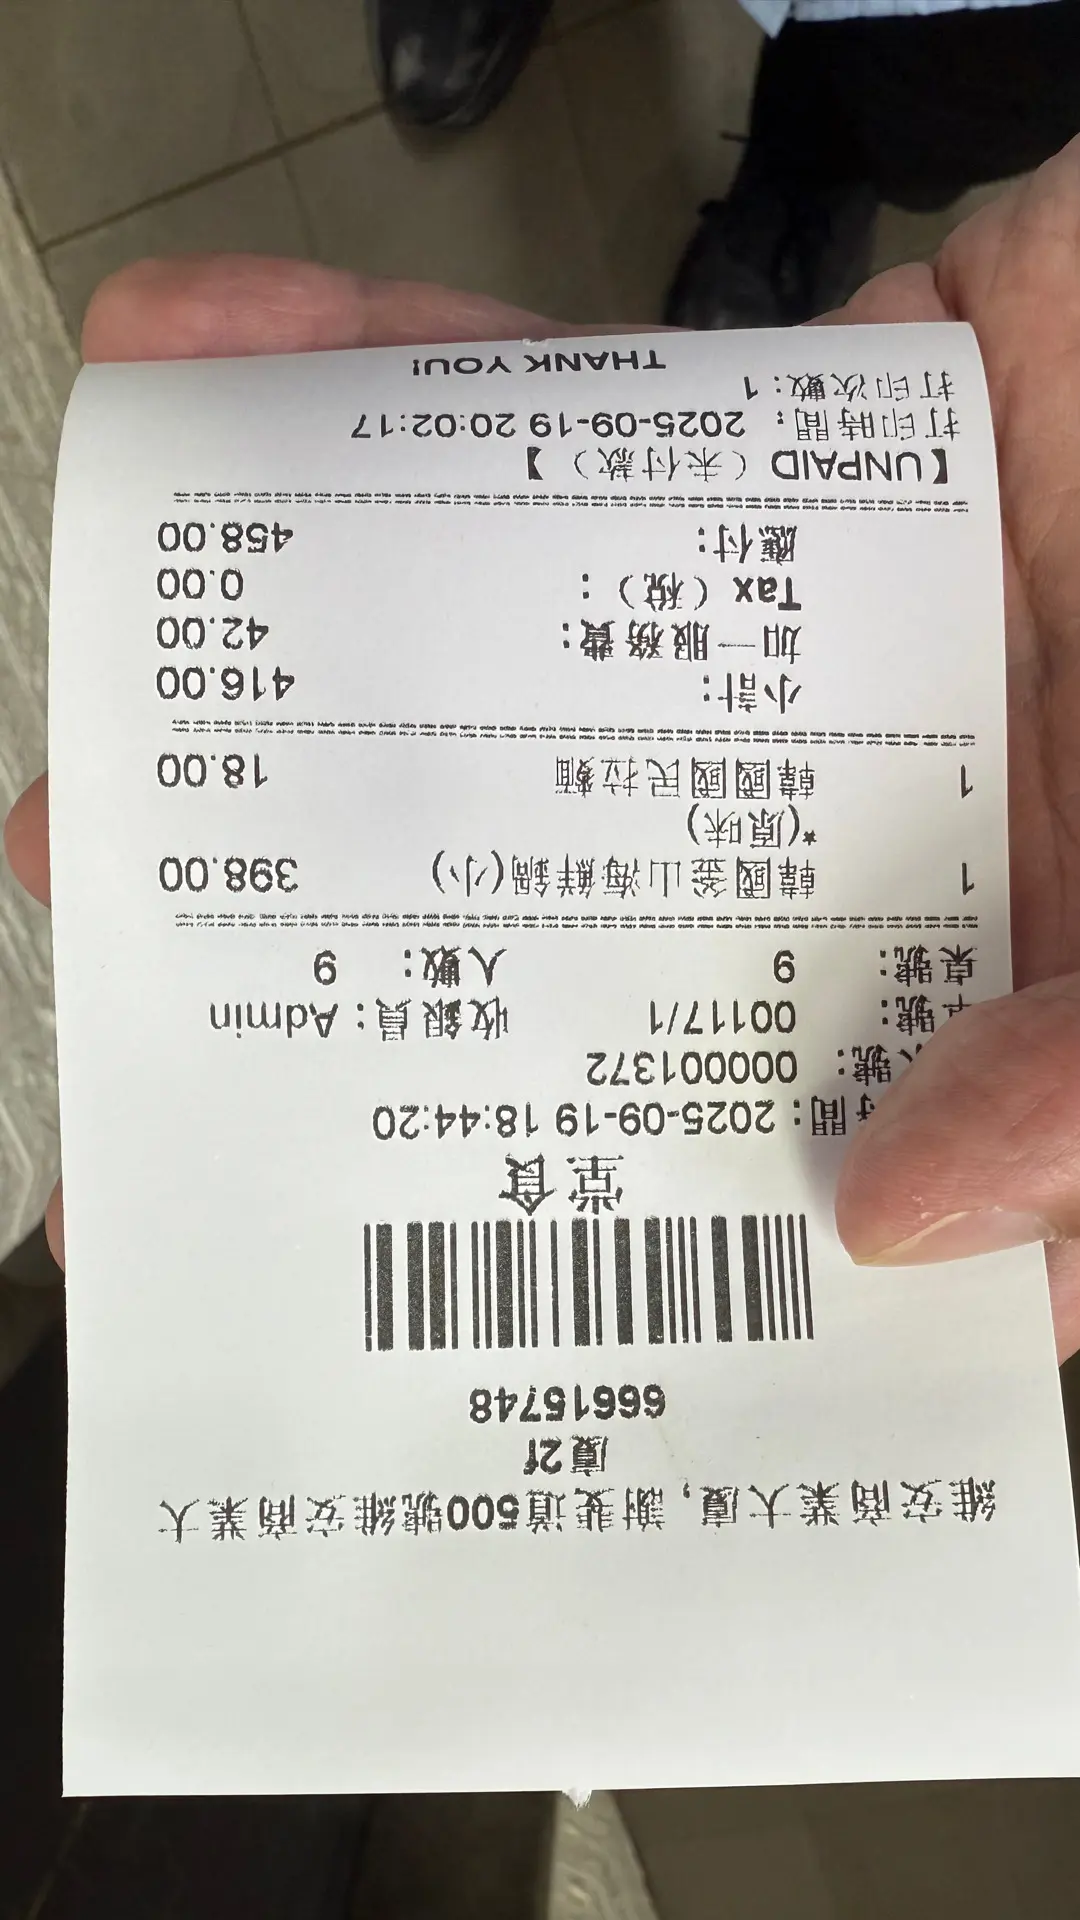 維安商業大廈, 謝斐道500號維安商業大
廈2f
66615748
堂食
時間: 2025-09-19 18:44:20
號: 000001372
單號: 00117/1 收銀員: Admin
桌號: 9 人數: 9
1 韓國釜山海鮮鍋(小) 398.00
*(原味)
1 韓國國民拉麵 18.00
小計: 416.00
加一服務費: 42.00
Tax (稅) : 0.00
應付: 458.00
【UNPAID (未付款) 】
打印時間: 2025-09-19 20:02:17
打印次數: 1
THANK YOU!